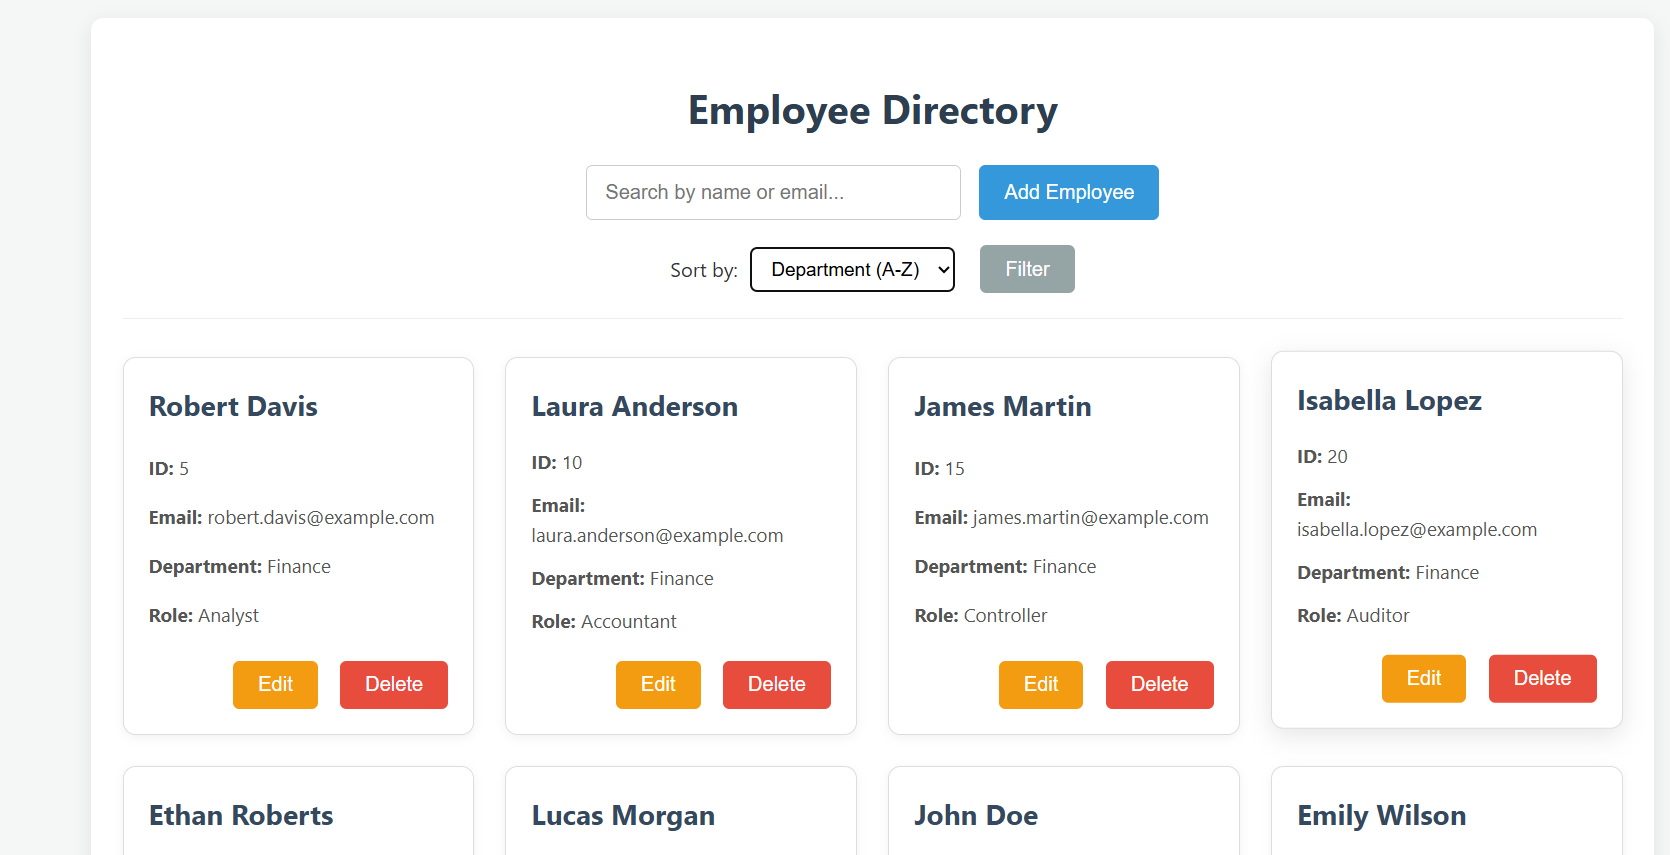 Employee Directory
Search by name or email...
Add Employee
Sort by:
Department (A-Z)
Filter
Robert Davis
ID: 5
Email: robert.davis@example.com
Department: Finance
Role: Analyst
Edit
Delete
Laura Anderson
ID: 10
Email:
laura.anderson@example.com
Department: Finance
Role: Accountant
Edit
Delete
James Martin
ID: 15
Email: james.martin@example.com
Department: Finance
Role: Controller
Edit
Delete
Isabella Lopez
ID: 20
Email:
isabella.lopez@example.com
Department: Finance
Role: Auditor
Edit
Delete
Ethan Roberts
Lucas Morgan
John Doe
Emily Wilson